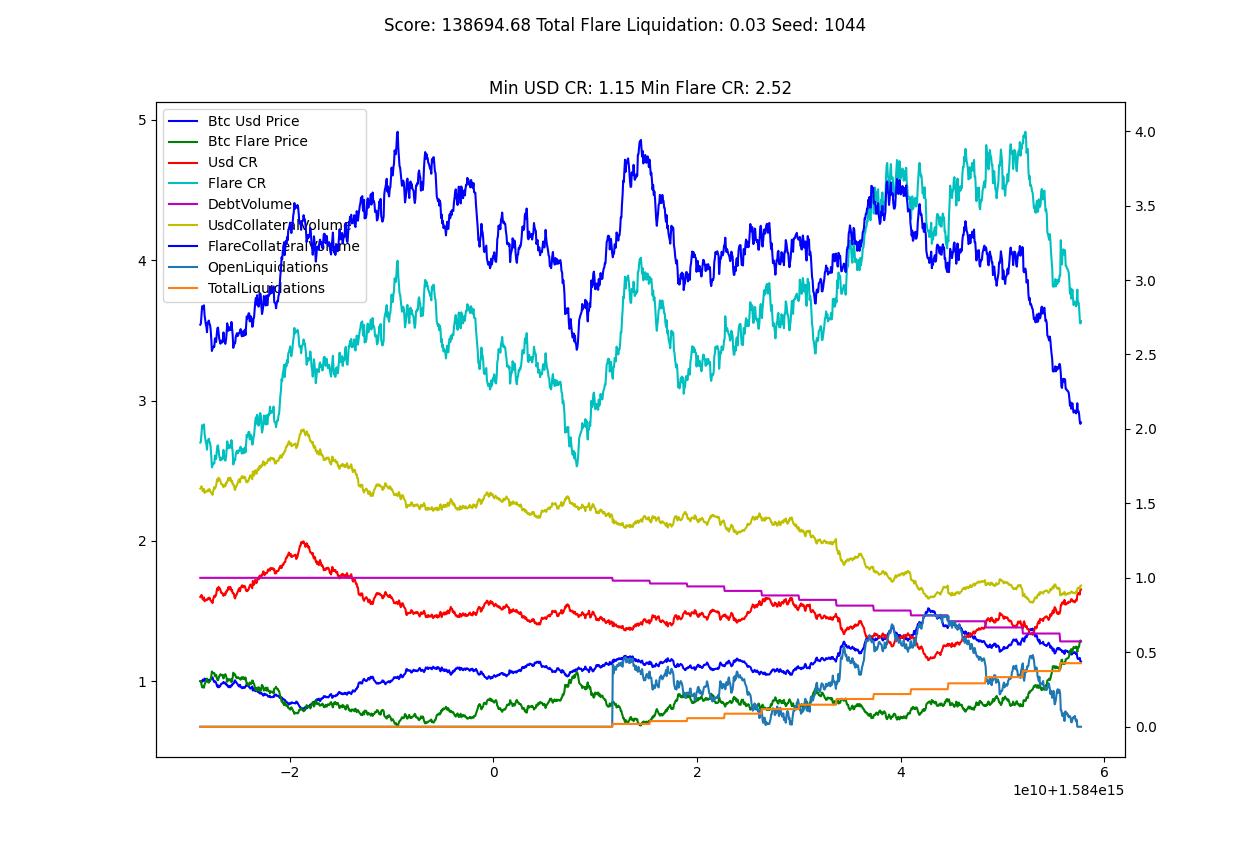 Score: 138694.68 Total Flare Liquidation: 0.03 Seed: 1044
Min USD CR: 1.15 Min Flare CR: 2.52
Btc Usd Price
Btc Flare Price
Usd CR
Flare CR
DebtVolume
UsdCollateralVolume
FlareCollateralVolume
OpenLiquidations
TotalLiquidations
5
4
3
2
1
4.0
3.5
3.0
2.5
2.0
1.5
1.0
0.5
0.0
−2 0 2 4 6
1e10+1.584e15